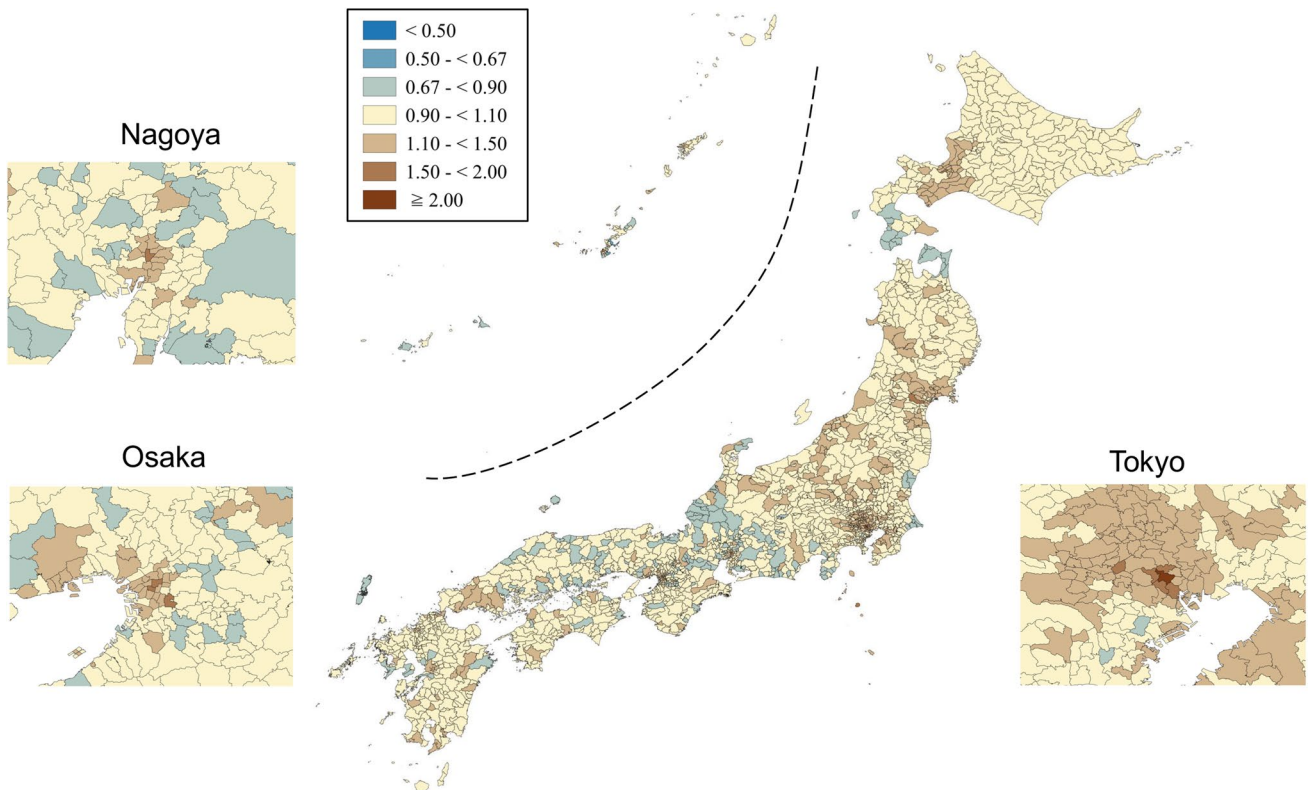 < 0.50
0.50 - < 0.67
0.67 - < 0.90
0.90 - < 1.10
1.10 - < 1.50
1.50 - < 2.00
≧ 2.00
Nagoya
Osaka
Tokyo